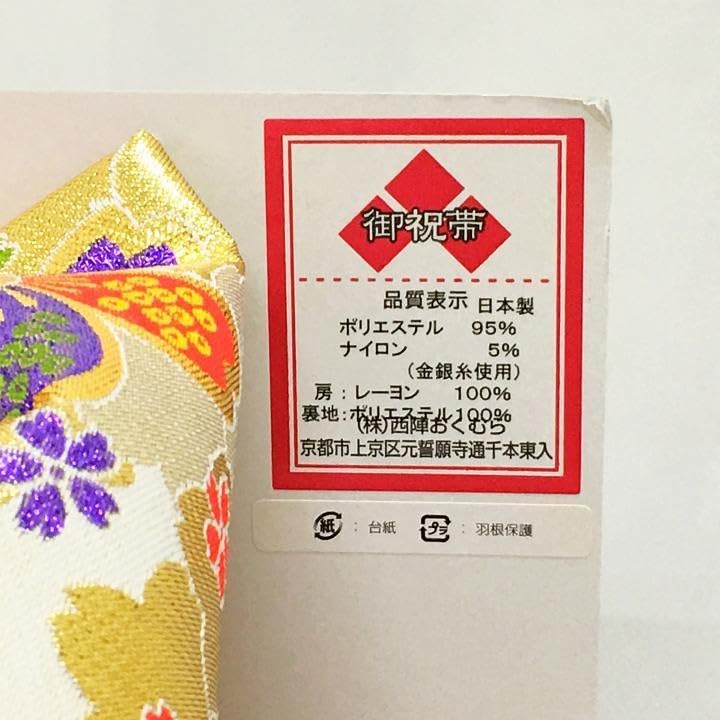 御祝帯
品質表示 日本製
ポリエステル 95%
ナイロン 5%
(金銀糸使用)
房:レーヨン 100%
裏地:ポリエステル100%
(株)西陣おくむら
京都市上京区元誓願寺通千本東入
紙:台紙 プラ:羽根保護